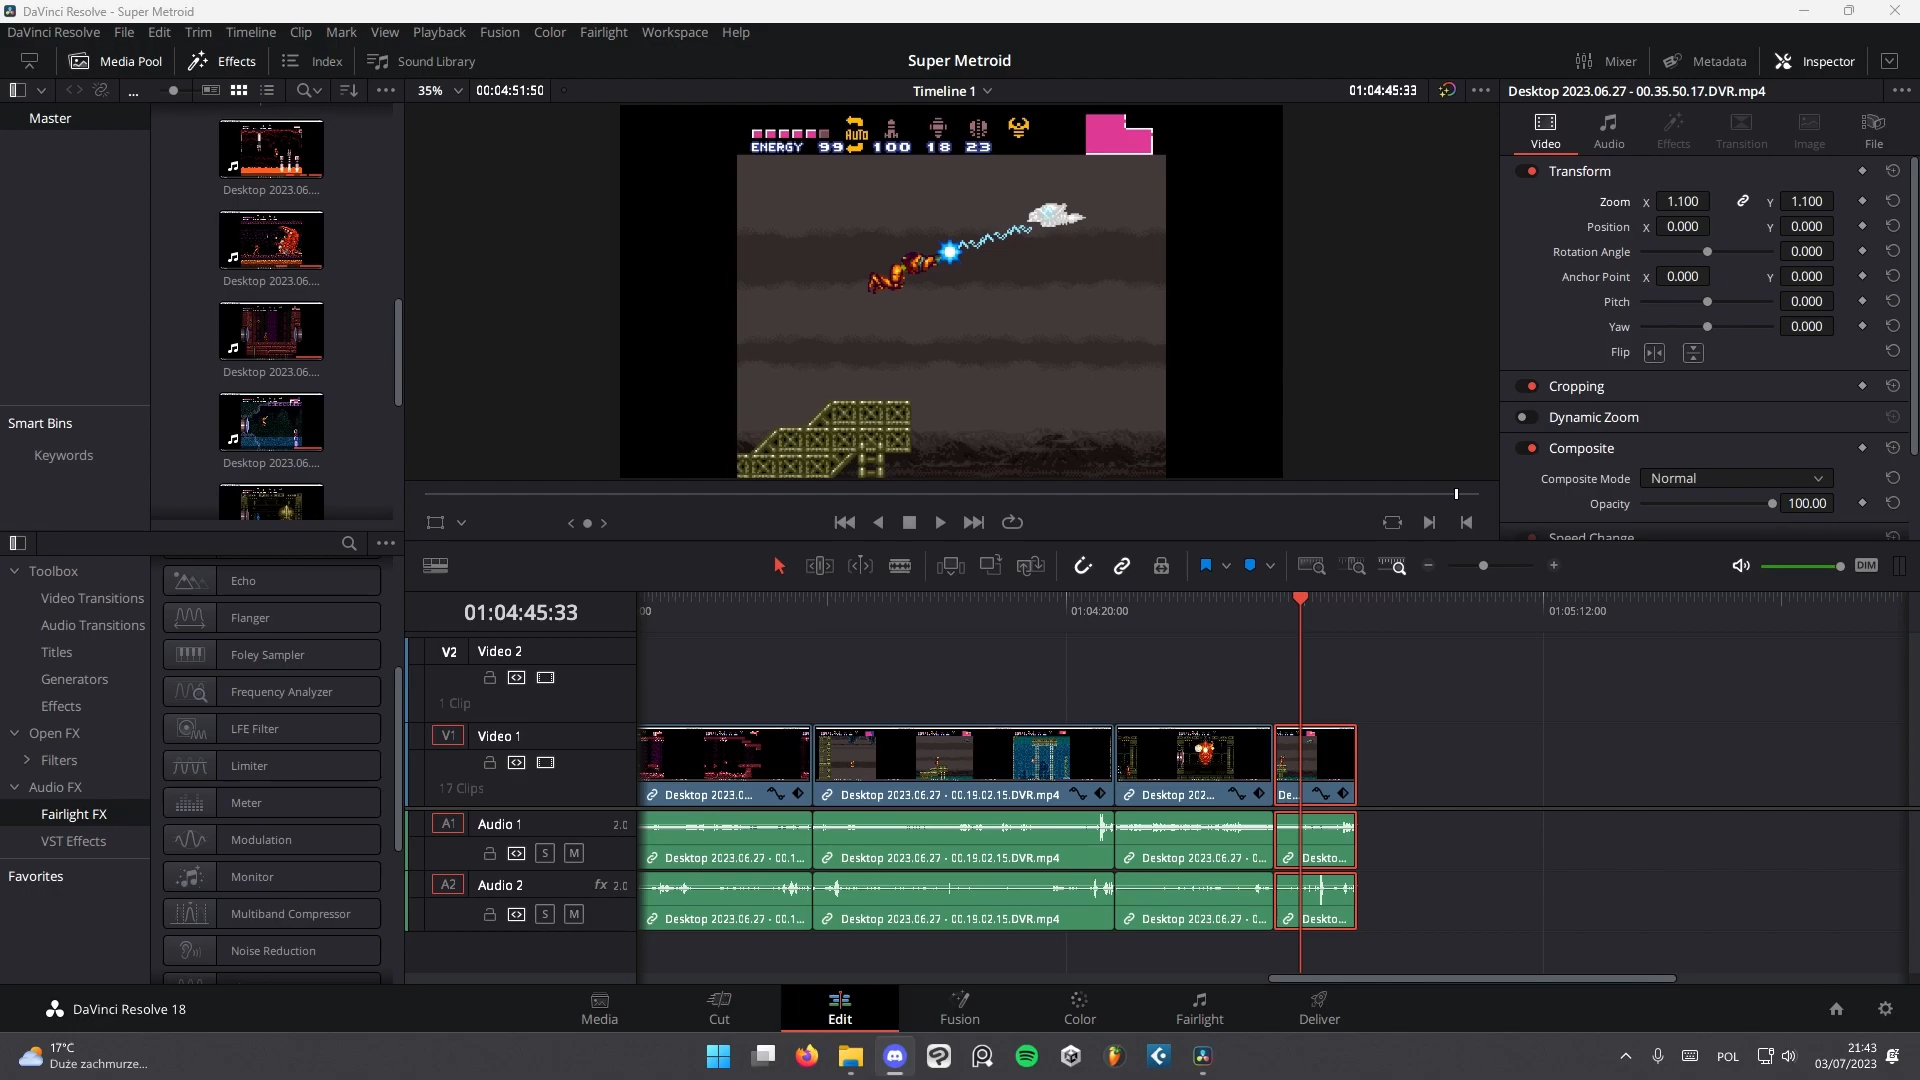 DaVinci Resolve - Super Metroid
DaVinci Resolve File Edit Trim Timeline Clip Mark View Playback Fusion Color Fairlight Workspace Help
Media Pool Effects Index Sound Library Super Metroid Mixer Metadata Inspector
... 35% 00:04:51:50 Timeline 1 01:04:45:33 Desktop 2023.06.27 - 00.35.50.17.DVR.mp4
Master
Desktop 2023.06....
Desktop 2023.06....
Desktop 2023.06....
Desktop 2023.06....
Smart Bins
Keywords
AUTO
ENERGY 99 100 18 23
Video Audio Effects Transition Image File
Transform
Zoom X 1.100 Y 1.100
Position X 0.000 Y 0.000
Rotation Angle 0.000
Anchor Point X 0.000 Y 0.000
Pitch 0.000
Yaw 0.000
Flip
Cropping
Dynamic Zoom
Composite
Composite Mode Normal
Opacity 100.00
Speed Change
Toolbox
Video Transitions
Audio Transitions
Titles
Generators
Effects
Open FX
Filters
Audio FX
Fairlight FX
VST Effects
Favorites
Echo
Flanger
Foley Sampler
Frequency Analyzer
LFE Filter
Limiter
Meter
Modulation
Monitor
Multiband Compressor
Noise Reduction
DIM
01:04:45:33 00 01:04:20:00 01:05:12:00
V2 Video 2
1 Clip
V1 Video 1
17 Clips
Desktop 2023.0... Desktop 2023.06.27 - 00.19.02.15.DVR.mp4 Desktop 202... De...
A1 Audio 1 2.0
S M
Desktop 2023.06.27 - 00.1... Desktop 2023.06.27 - 00.19.02.15.DVR.mp4 Desktop 2023.06.27 - 0... Deskto...
A2 Audio 2 fx 2.0
S M
Desktop 2023.06.27 - 00.1... Desktop 2023.06.27 - 00.19.02.15.DVR.mp4 Desktop 2023.06.27 - 0... Deskto...
DaVinci Resolve 18 Media Cut Edit Fusion Color Fairlight Deliver
17°C
Duże zachmurze...
POL
21:43
03/07/2023